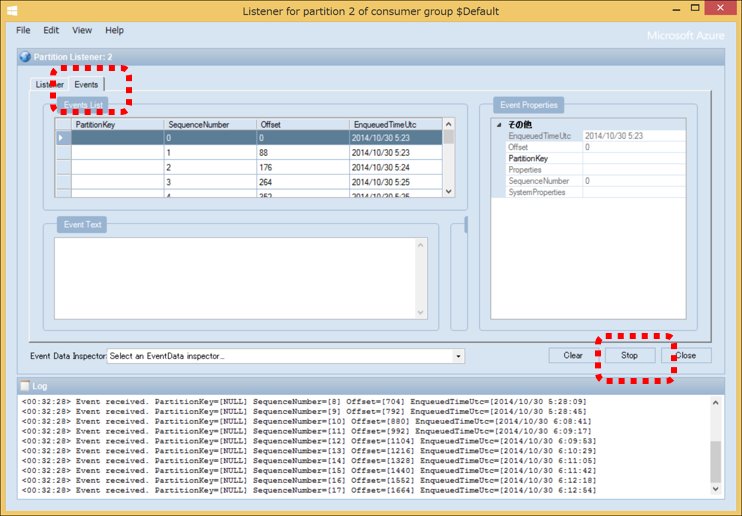 Listener for partition 2 of consumer group $Default
File Edit View Help
Microsoft Azure
Partition Listener: 2
Listener Events
Events List
PartitionKey SequenceNumber Offset EnqueuedTimeUtc
0 0 2014/10/30 5:23
1 88 2014/10/30 5:23
2 176 2014/10/30 5:24
3 264 2014/10/30 5:25
4 352 2014/10/30 5:25
Event Text
Event Properties
その他
EnqueuedTimeUtc 2014/10/30 5:23
Offset 0
PartitionKey
Properties
SequenceNumber 0
SystemProperties
Event Data Inspector: Select an EventData inspector...
Clear Stop Close
Log
<00:32:28> Event received. PartitionKey=[NULL] SequenceNumber=[8] Offset=[704] EnqueuedTimeUtc=[2014/10/30 5:28:09]
<00:32:28> Event received. PartitionKey=[NULL] SequenceNumber=[9] Offset=[792] EnqueuedTimeUtc=[2014/10/30 5:28:45]
<00:32:28> Event received. PartitionKey=[NULL] SequenceNumber=[10] Offset=[880] EnqueuedTimeUtc=[2014/10/30 6:08:41]
<00:32:28> Event received. PartitionKey=[NULL] SequenceNumber=[11] Offset=[992] EnqueuedTimeUtc=[2014/10/30 6:09:17]
<00:32:28> Event received. PartitionKey=[NULL] SequenceNumber=[12] Offset=[1104] EnqueuedTimeUtc=[2014/10/30 6:09:53]
<00:32:28> Event received. PartitionKey=[NULL] SequenceNumber=[13] Offset=[1216] EnqueuedTimeUtc=[2014/10/30 6:10:29]
<00:32:28> Event received. PartitionKey=[NULL] SequenceNumber=[14] Offset=[1328] EnqueuedTimeUtc=[2014/10/30 6:11:05]
<00:32:28> Event received. PartitionKey=[NULL] SequenceNumber=[15] Offset=[1440] EnqueuedTimeUtc=[2014/10/30 6:11:42]
<00:32:28> Event received. PartitionKey=[NULL] SequenceNumber=[16] Offset=[1552] EnqueuedTimeUtc=[2014/10/30 6:12:18]
<00:32:28> Event received. PartitionKey=[NULL] SequenceNumber=[17] Offset=[1664] EnqueuedTimeUtc=[2014/10/30 6:12:54]